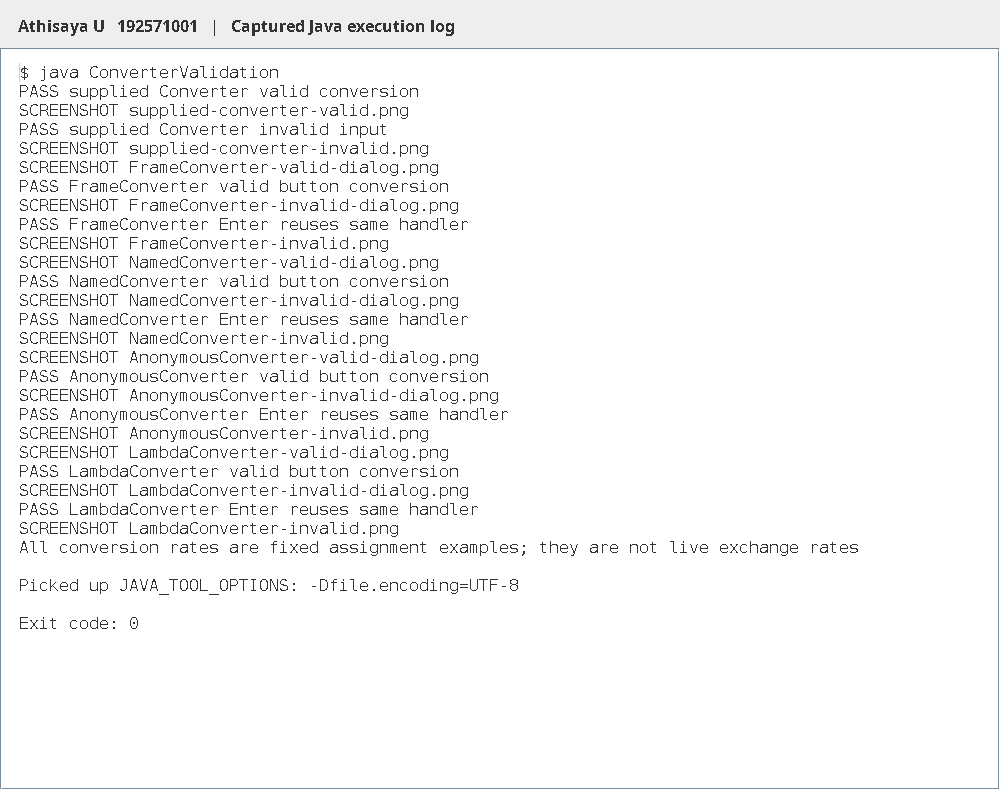 Athisaya U 192571001 | Captured Java execution log
$ java ConverterValidation
PASS supplied Converter valid conversion
SCREENSHOT supplied-converter-valid.png
PASS supplied Converter invalid input
SCREENSHOT supplied-converter-invalid.png
SCREENSHOT FrameConverter-valid-dialog.png
PASS FrameConverter valid button conversion
SCREENSHOT FrameConverter-invalid-dialog.png
PASS FrameConverter Enter reuses same handler
SCREENSHOT FrameConverter-invalid.png
SCREENSHOT NamedConverter-valid-dialog.png
PASS NamedConverter valid button conversion
SCREENSHOT NamedConverter-invalid-dialog.png
PASS NamedConverter Enter reuses same handler
SCREENSHOT NamedConverter-invalid.png
SCREENSHOT AnonymousConverter-valid-dialog.png
PASS AnonymousConverter valid button conversion
SCREENSHOT AnonymousConverter-invalid-dialog.png
PASS AnonymousConverter Enter reuses same handler
SCREENSHOT AnonymousConverter-invalid.png
SCREENSHOT LambdaConverter-valid-dialog.png
PASS LambdaConverter valid button conversion
SCREENSHOT LambdaConverter-invalid-dialog.png
PASS LambdaConverter Enter reuses same handler
SCREENSHOT LambdaConverter-invalid.png
All conversion rates are fixed assignment examples; they are not live exchange rates
Picked up JAVA_TOOL_OPTIONS: -Dfile.encoding=UTF-8
Exit code: 0